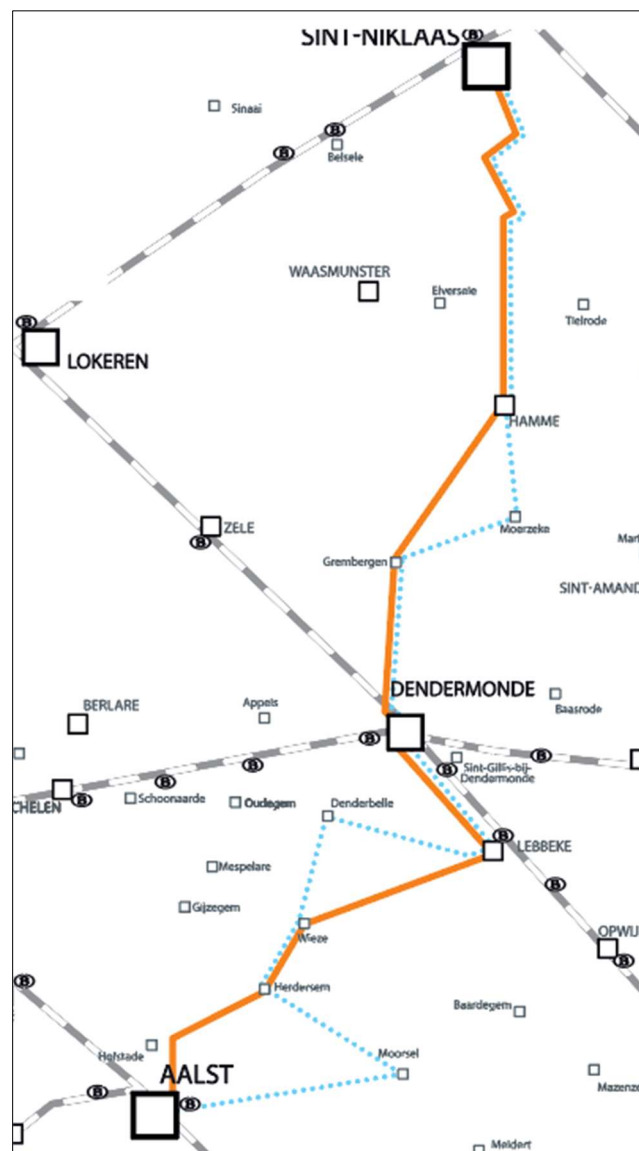 SINT-NIKLAAS
B
Sinaai
B
B
Belsele
WAASMUNSTER
Elversele
Tielrode
B
LOKEREN
HAMME
ZELE
B
Moerzeke
Grembergen
SINT-AMAND
DENDERMONDE
BERLARE
Appels
Baasrode
B
B
B
B
Sint-Gillis-bij-
Dendermonde
B
CHELEN
B
Schoonaarde
Oudegem
Denderbelle
B
LEBBEKE
Mespelare
B
Gijzegem
Wieze
OPWIJ
B
B
Herdersem
Baardegem
Hofstade
Moorsel
AALST
Mazenze
B
B
Meldert